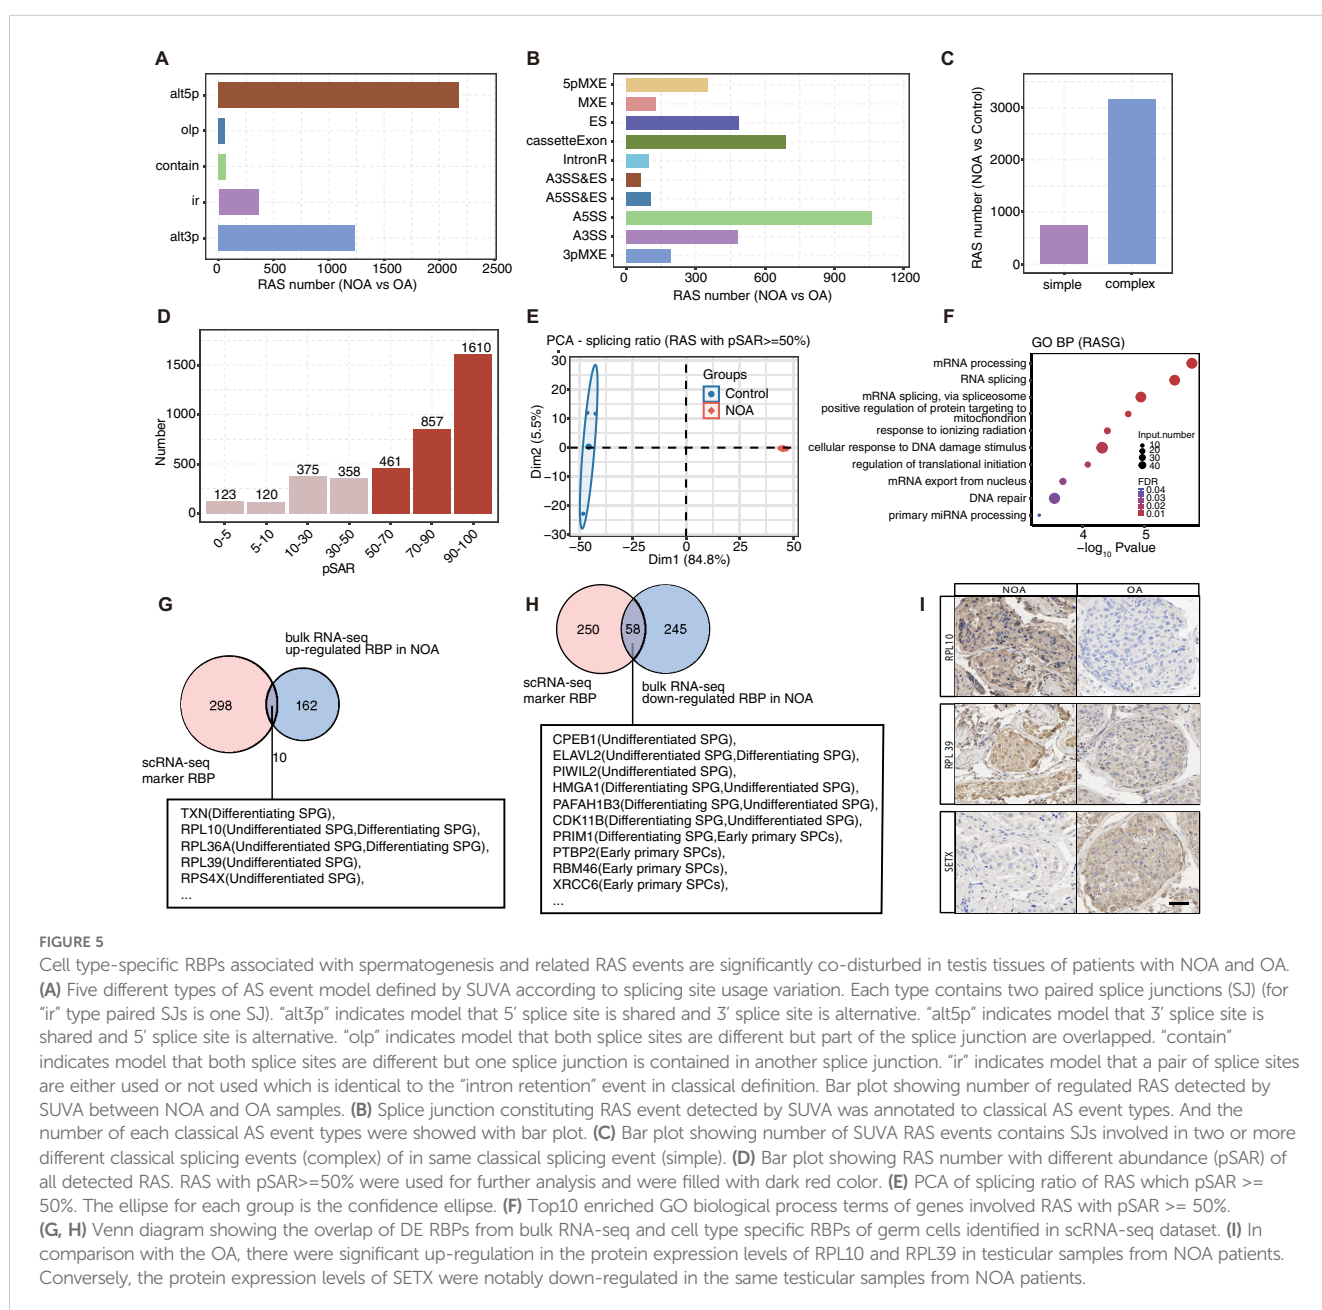 A
alt5p
olp
contain
ir
alt3p
0
500
1000
1500
2000
2500
RAS number (NOA vs OA)
B
5pMXE
MXE
ES
cassetteExon
IntronR
A3SS&ES
A5SS&ES
A5SS
A3SS
3pMXE
0
300
600
900
1200
RAS number (NOA vs OA)
C
RAS number (NOA vs Control)
3000
2000
1000
0
simple
complex
D
Number
1500
1000
500
0
123
120
375
358
461
857
1610
0-5
5-10
10-30
30-50
50-70
70-90
90-100
pSAR
E
PCA - splicing ratio (RAS with pSAR>=50%)
Dim2 (5.5%)
30
20
10
0
−10
−20
−30
Groups
Control
NOA
−50
−25
0
25
50
Dim1 (84.8%)
F
GO BP (RASG)
mRNA processing
RNA splicing
mRNA splicing, via spliceosome
positive regulation of protein targeting to
mitochondrion
response to ionizing radiation
cellular response to DNA damage stimulus
regulation of translational initiation
mRNA export from nucleus
DNA repair
primary miRNA processing
Input.number
10
20
30
40
FDR
0.04
0.03
0.02
0.01
4
5
−log10 Pvalue
G
bulk RNA-seq
up-regulated RBP in NOA
298
162
10
scRNA-seq
marker RBP
TXN(Differentiating SPG),
RPL10(Undifferentiated SPG,Differentiating SPG),
RPL36A(Undifferentiated SPG,Differentiating SPG),
RPL39(Undifferentiated SPG),
RPS4X(Undifferentiated SPG),
...
H
250
58
245
scRNA-seq
marker RBP
bulk RNA-seq
down-regulated RBP in NOA
CPEB1(Undifferentiated SPG),
ELAVL2(Undifferentiated SPG,Differentiating SPG),
PIWIL2(Undifferentiated SPG),
HMGA1(Differentiating SPG,Undifferentiated SPG),
PAFAH1B3(Differentiating SPG,Undifferentiated SPG),
CDK11B(Differentiating SPG,Undifferentiated SPG),
PRIM1(Differentiating SPG,Early primary SPCs),
PTBP2(Early primary SPCs),
RBM46(Early primary SPCs),
XRCC6(Early primary SPCs),
...
I
NOA
OA
RPL10
RPL39
SETX
FIGURE 5
Cell type-specific RBPs associated with spermatogenesis and related RAS events are significantly co-disturbed in testis tissues of patients with NOA and OA.
(A) Five different types of AS event model defined by SUVA according to splicing site usage variation. Each type contains two paired splice junctions (SJ) (for
"ir" type paired SJs is one SJ). "alt3p" indicates model that 5' splice site is shared and 3' splice site is alternative. "alt5p" indicates model that 3' splice site is
shared and 5' splice site is alternative. "olp" indicates model that both splice sites are different but part of the splice junction are overlapped. "contain"
indicates model that both splice sites are different but one splice junction is contained in another splice junction. "ir" indicates model that a pair of splice sites
are either used or not used which is identical to the "intron retention" event in classical definition. Bar plot showing number of regulated RAS detected by
SUVA between NOA and OA samples. (B) Splice junction constituting RAS event detected by SUVA was annotated to classical AS event types. And the
number of each classical AS event types were showed with bar plot. (C) Bar plot showing number of SUVA RAS events contains SJs involved in two or more
different classical splicing events (complex) of in same classical splicing event (simple). (D) Bar plot showing RAS number with different abundance (pSAR) of
all detected RAS. RAS with pSAR>=50% were used for further analysis and were filled with dark red color. (E) PCA of splicing ratio of RAS which pSAR >=
50%. The ellipse for each group is the confidence ellipse. (F) Top10 enriched GO biological process terms of genes involved RAS with pSAR >= 50%.
(G, H) Venn diagram showing the overlap of DE RBPs from bulk RNA-seq and cell type specific RBPs of germ cells identified in scRNA-seq dataset. (I) In
comparison with the OA, there were significant up-regulation in the protein expression levels of RPL10 and RPL39 in testicular samples from NOA patients.
Conversely, the protein expression levels of SETX were notably down-regulated in the same testicular samples from NOA patients.